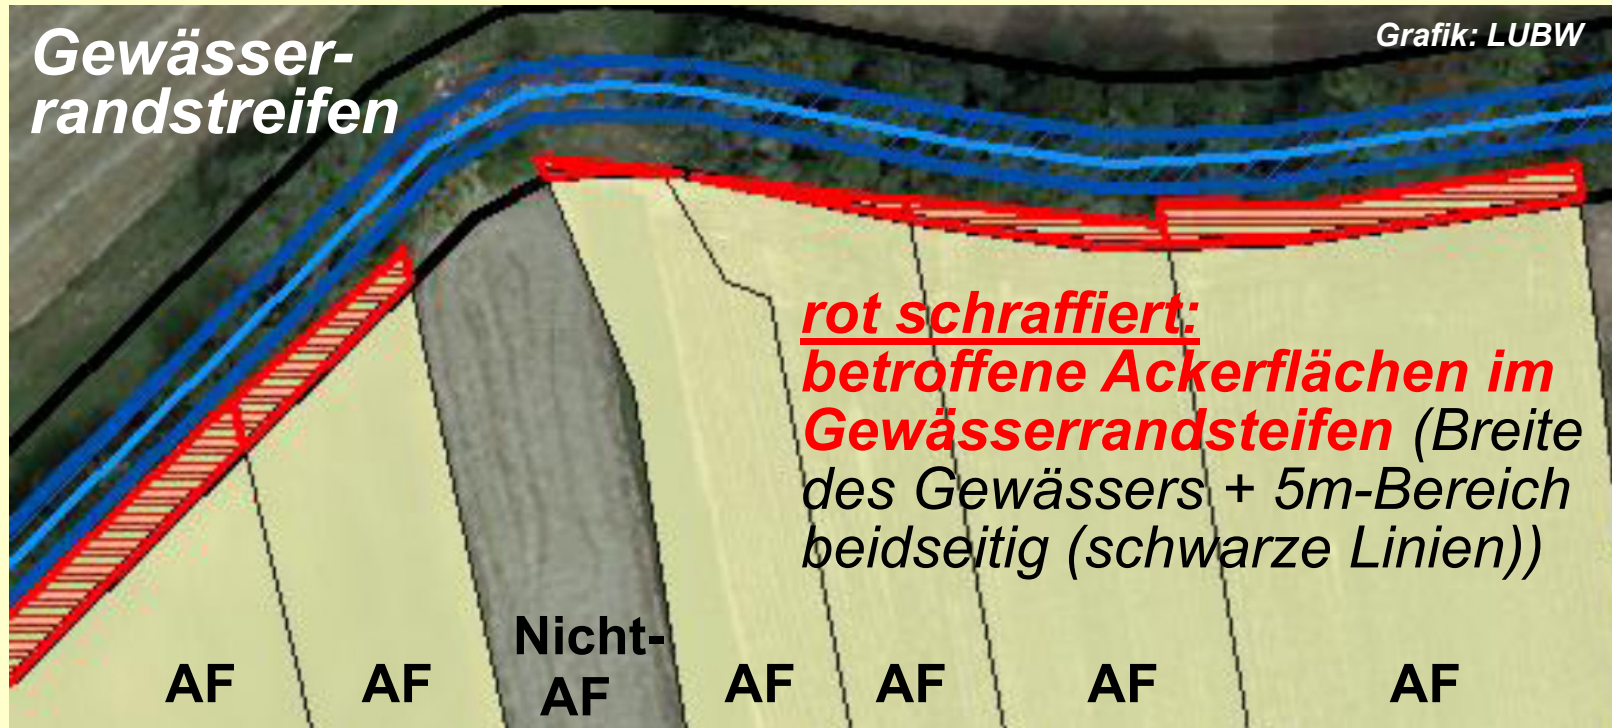 Gewässer-
randstreifen
Grafik: LUBW
rot schraffiert:
betroffene Ackerflächen im
Gewässerrandsteifen (Breite
des Gewässers + 5m-Bereich
beidseitig (schwarze Linien))
AF
AF
Nicht-
AF
AF
AF
AF
AF